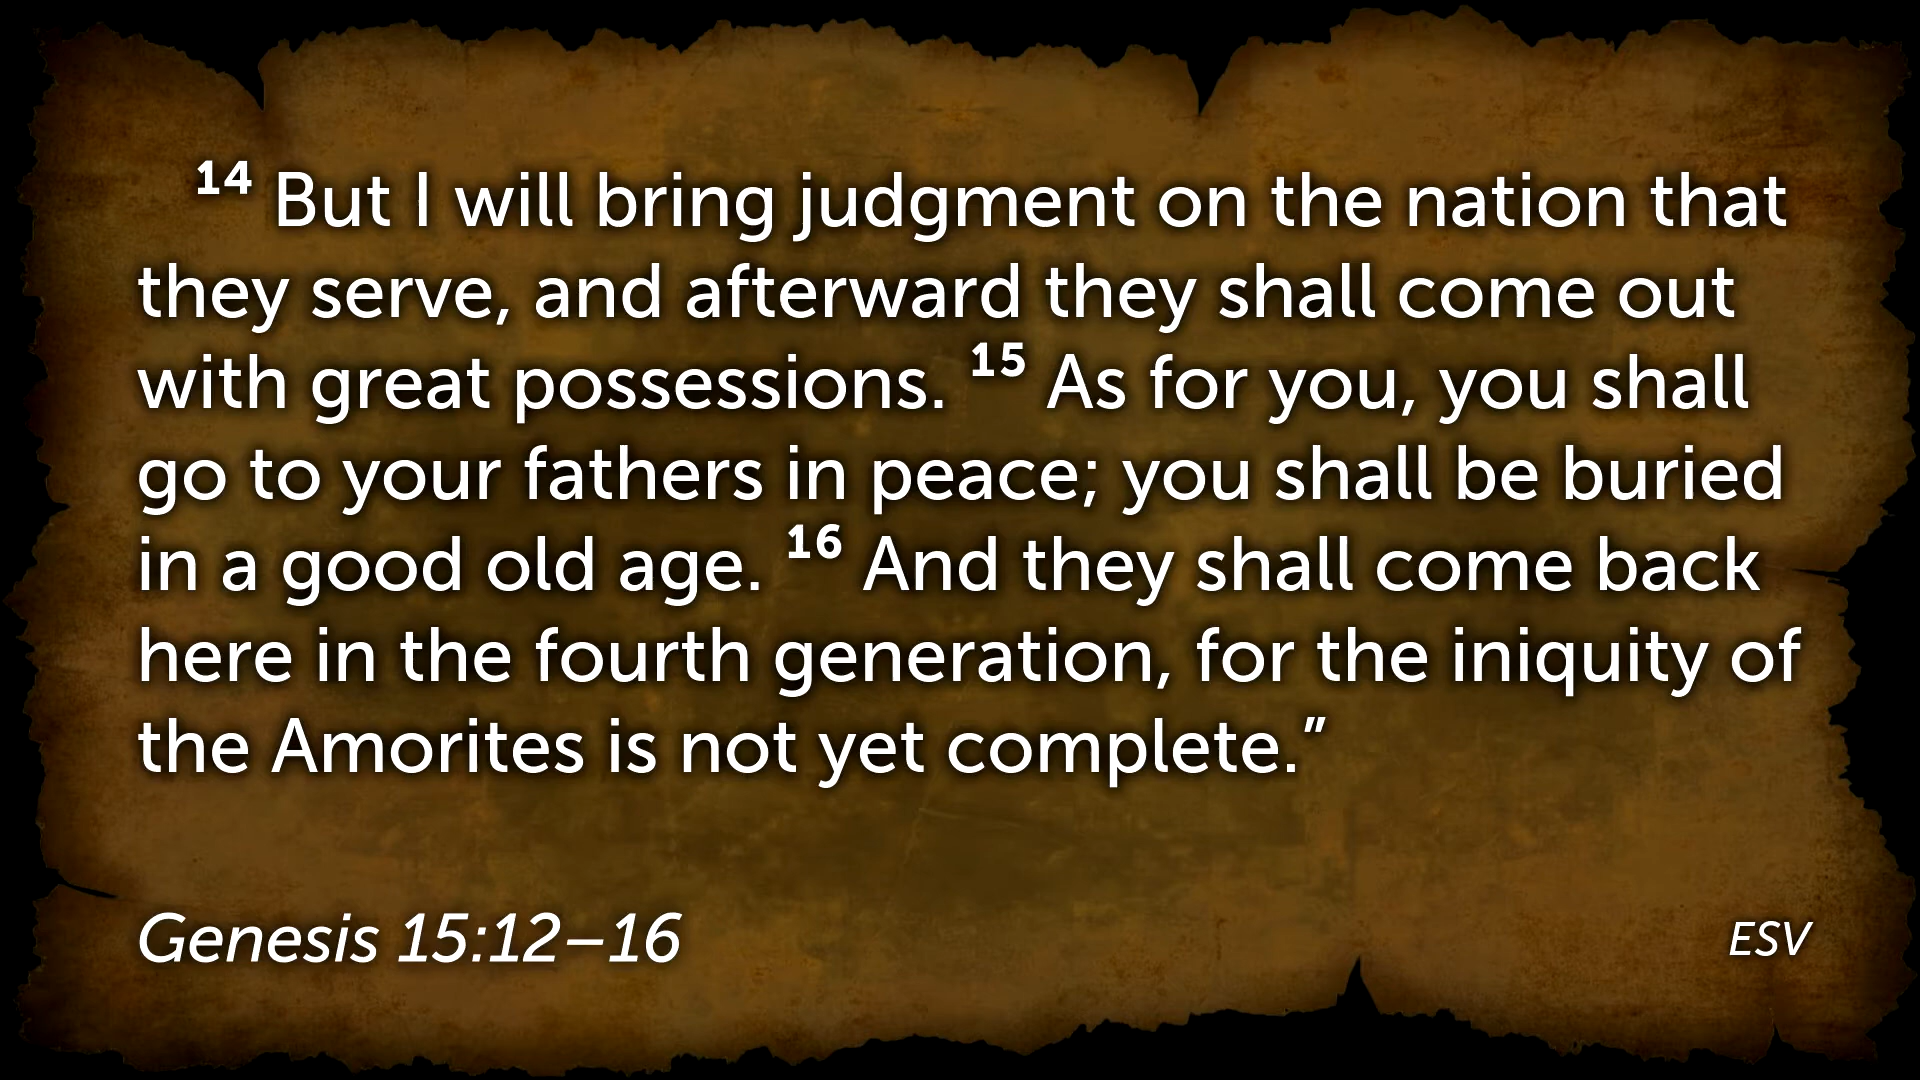 14 But I will bring judgment on the nation that
they serve, and afterward they shall come out
with great possessions. 15 As for you, you shall
go to your fathers in peace; you shall be buried
in a good old age. 16 And they shall come back
here in the fourth generation, for the iniquity of
the Amorites is not yet complete.”
Genesis 15:12–16
ESV